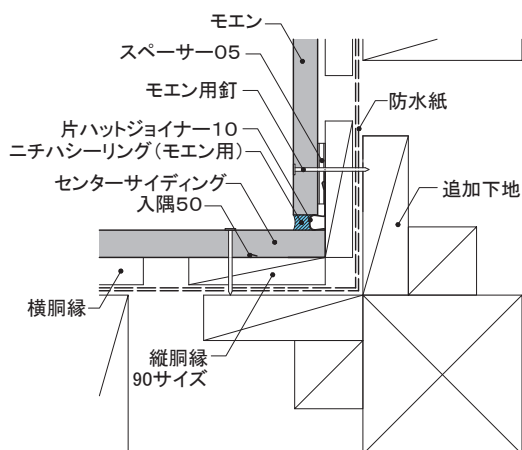 モエン
スペーサー05
モエン用釘
防水紙
片ハットジョイナー10
ニチハシーリング(モエン用)
センターサイディング
入隅50
追加下地
横胴縁
縦胴縁
90サイズ